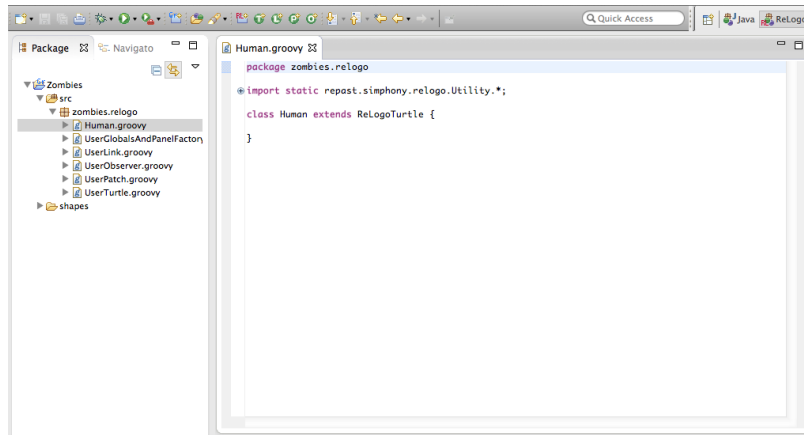 Quick Access
Java
ReLogo
Package
Navigato
Human.groovy
Zombies
src
zombies.relogo
Human.groovy
UserGlobalsAndPanelFactory
UserLink.groovy
UserObserver.groovy
UserPatch.groovy
UserTurtle.groovy
shapes
package zombies.relogo
import static repast.simphony.relogo.Utility.*;
class Human extends ReLogoTurtle {
}